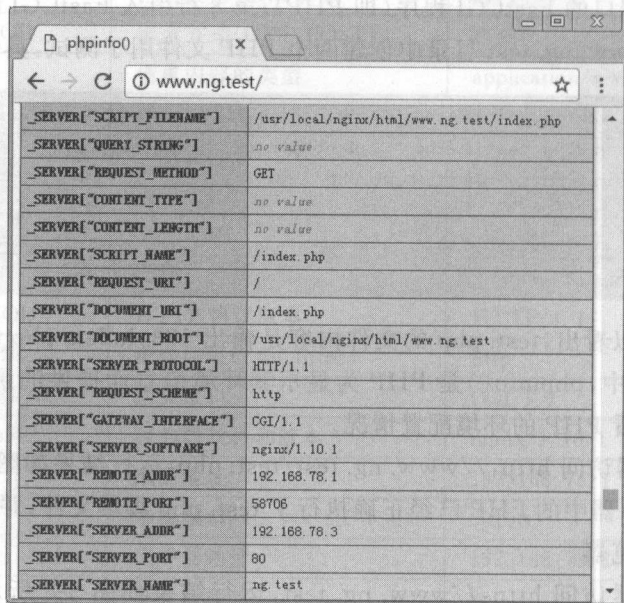 phpinfo()
www.ng.test/
_SERVER["SCRIPT_FILENAME"] /usr/local/nginx/html/www.ng.test/index.php
_SERVER["QUERY_STRING"] no value
_SERVER["REQUEST_METHOD"] GET
_SERVER["CONTENT_TYPE"] no value
_SERVER["CONTENT_LENGTH"] no value
_SERVER["SCRIPT_NAME"] /index.php
_SERVER["REQUEST_URI"] /
_SERVER["DOCUMENT_URI"] /index.php
_SERVER["DOCUMENT_ROOT"] /usr/local/nginx/html/www.ng.test
_SERVER["SERVER_PROTOCOL"] HTTP/1.1
_SERVER["REQUEST_SCHEME"] http
_SERVER["GATEWAY_INTERFACE"] CGI/1.1
_SERVER["SERVER_SOFTWARE"] nginx/1.10.1
_SERVER["REMOTE_ADDR"] 192.168.78.1
_SERVER["REMOTE_PORT"] 58706
_SERVER["SERVER_ADDR"] 192.168.78.3
_SERVER["SERVER_PORT"] 80
_SERVER["SERVER_NAME"] ng.test